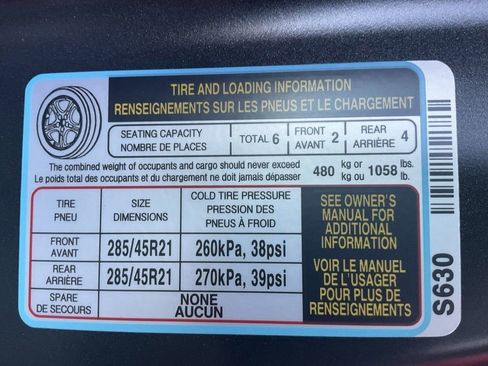 TIRE AND LOADING INFORMATION
RENSEIGNEMENTS SUR LES PNEUS ET LE CHARGEMENT
SEATING CAPACITY
NOMBRE DE PLACES
TOTAL 6
FRONT
AVANT 2
REAR
ARRIÈRE 4
The combined weight of occupants and cargo should never exceed
Le poids total des occupants et du chargement ne doit jamais dépasser
480 kg or 1058 lbs.
kg ou lb.
TIRE
PNEU
SIZE
DIMENSIONS
COLD TIRE PRESSURE
PRESSION DES
PNEUS À FROID
FRONT
AVANT
285/45R21
260kPa, 38psi
REAR
ARRIÈRE
285/45R21
270kPa, 39psi
SPARE
DE SECOURS
NONE
AUCUN
SEE OWNER'S
MANUAL FOR
ADDITIONAL
INFORMATION
VOIR LE MANUEL
DE L'USAGER
POUR PLUS DE
RENSEIGNEMENTS
S630